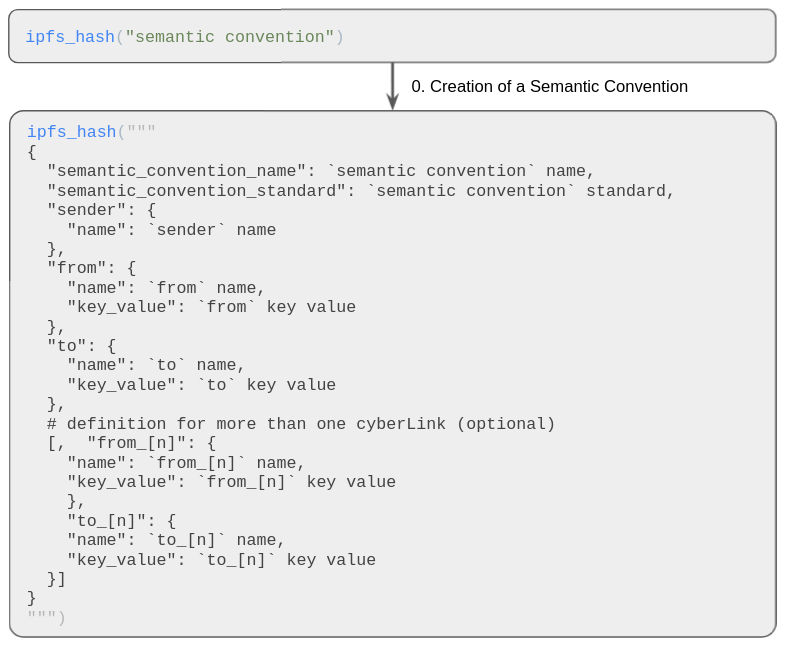 ipfs_hash("semantic convention")
0. Creation of a Semantic Convention
ipfs_hash("""
{
  "semantic_convention_name": `semantic convention` name,
  "semantic_convention_standard": `semantic convention` standard,
  "sender": {
    "name": `sender` name
  },
  "from": {
    "name": `from` name,
    "key_value": `from` key value
  },
  "to": {
    "name": `to` name,
    "key_value": `to` key value
  },
  # definition for more than one cyberLink (optional)
  [,  "from_[n]": {
    "name": `from_[n]` name,
    "key_value": `from_[n]` key value
    },
    "to_[n]": {
    "name": `to_[n]` name,
    "key_value": `to_[n]` key value
  }]
}
""")